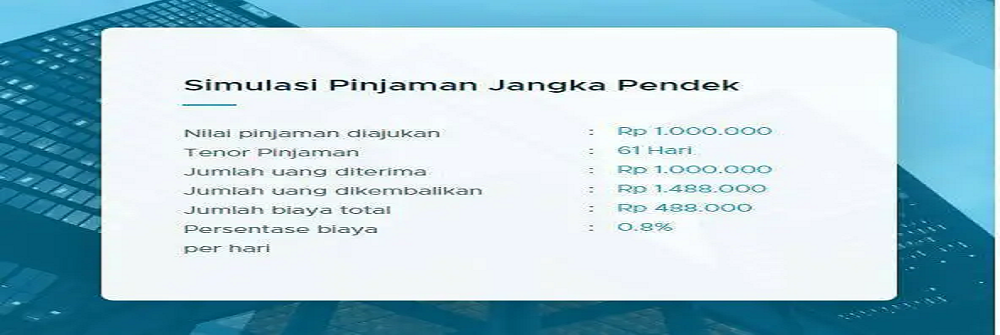 Simulasi Pinjaman Jangka Pendek
Nilai pinjaman diajukan : Rp 1.000.000
Tenor Pinjaman : 61 Hari
Jumlah uang diterima : Rp 1.000.000
Jumlah uang dikembalikan : Rp 1.488.000
Jumlah biaya total : Rp 488.000
Persentase biaya : 0.8%
per hari